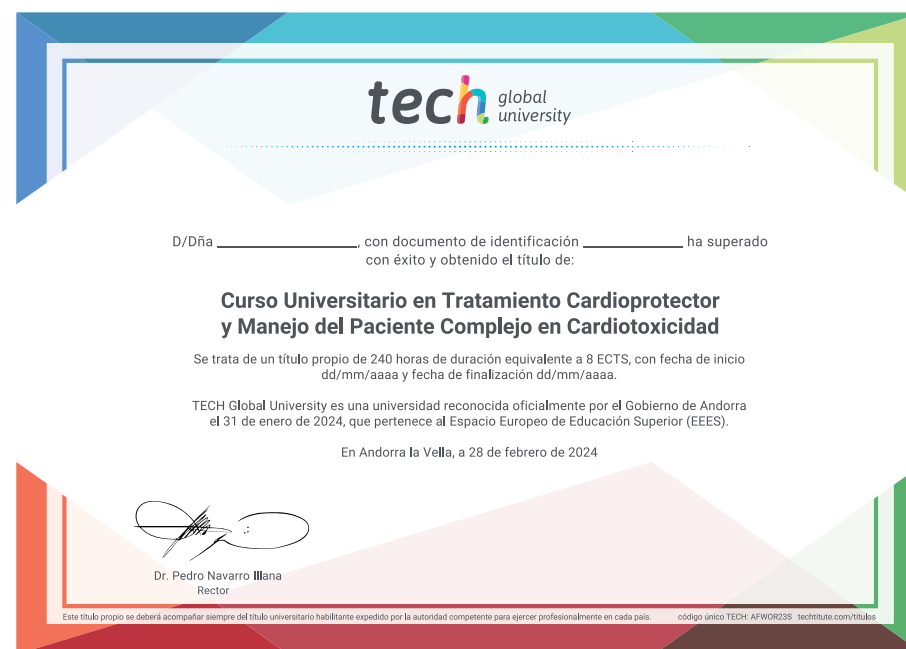 tech global university
D/Dña ____________________, con documento de identificación ______________ ha superado
con éxito y obtenido el título de:
Curso Universitario en Tratamiento Cardioprotector
y Manejo del Paciente Complejo en Cardiotoxicidad
Se trata de un título propio de 240 horas de duración equivalente a 8 ECTS, con fecha de inicio
dd/mm/aaaa y fecha de finalización dd/mm/aaaa.
TECH Global University es una universidad reconocida oficialmente por el Gobierno de Andorra
el 31 de enero de 2024, que pertenece al Espacio Europeo de Educación Superior (EEES).
En Andorra la Vella, a 28 de febrero de 2024
Dr. Pedro Navarro Illana
Rector
Este título propio se deberá acompañar siempre del título universitario habilitante expedido por la autoridad competente para ejercer profesionalmente en cada país. código único TECH: AFWOR23S techtitute.com/titulos